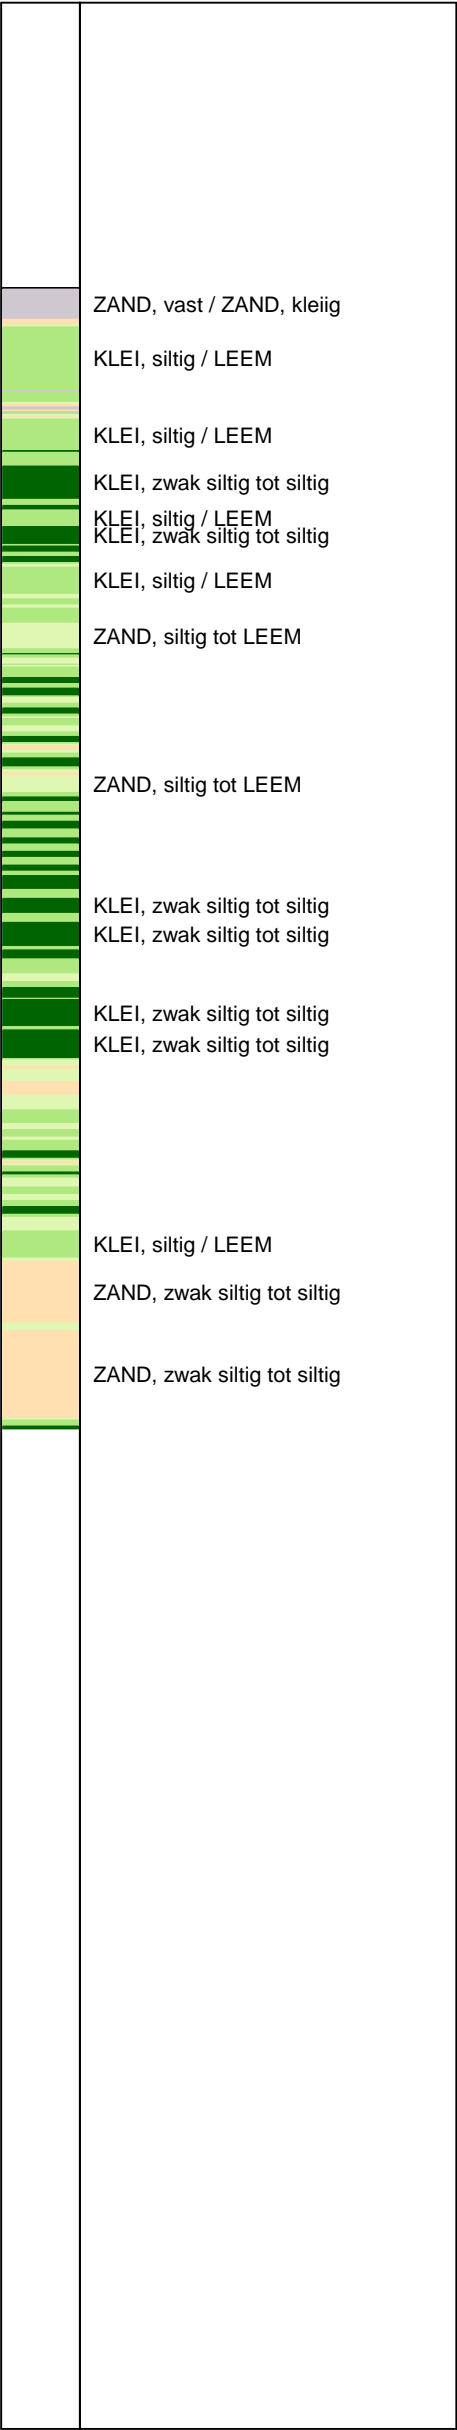 ZAND, vast / ZAND, kleiig
KLEI, siltig / LEEM
KLEI, siltig / LEEM
KLEI, zwak siltig tot siltig
KLEI, siltig / LEEM
KLEI, zwak siltig tot siltig
KLEI, siltig / LEEM
ZAND, siltig tot LEEM
ZAND, siltig tot LEEM
KLEI, zwak siltig tot siltig
KLEI, zwak siltig tot siltig
KLEI, zwak siltig tot siltig
KLEI, zwak siltig tot siltig
KLEI, siltig / LEEM
ZAND, zwak siltig tot siltig
ZAND, zwak siltig tot siltig